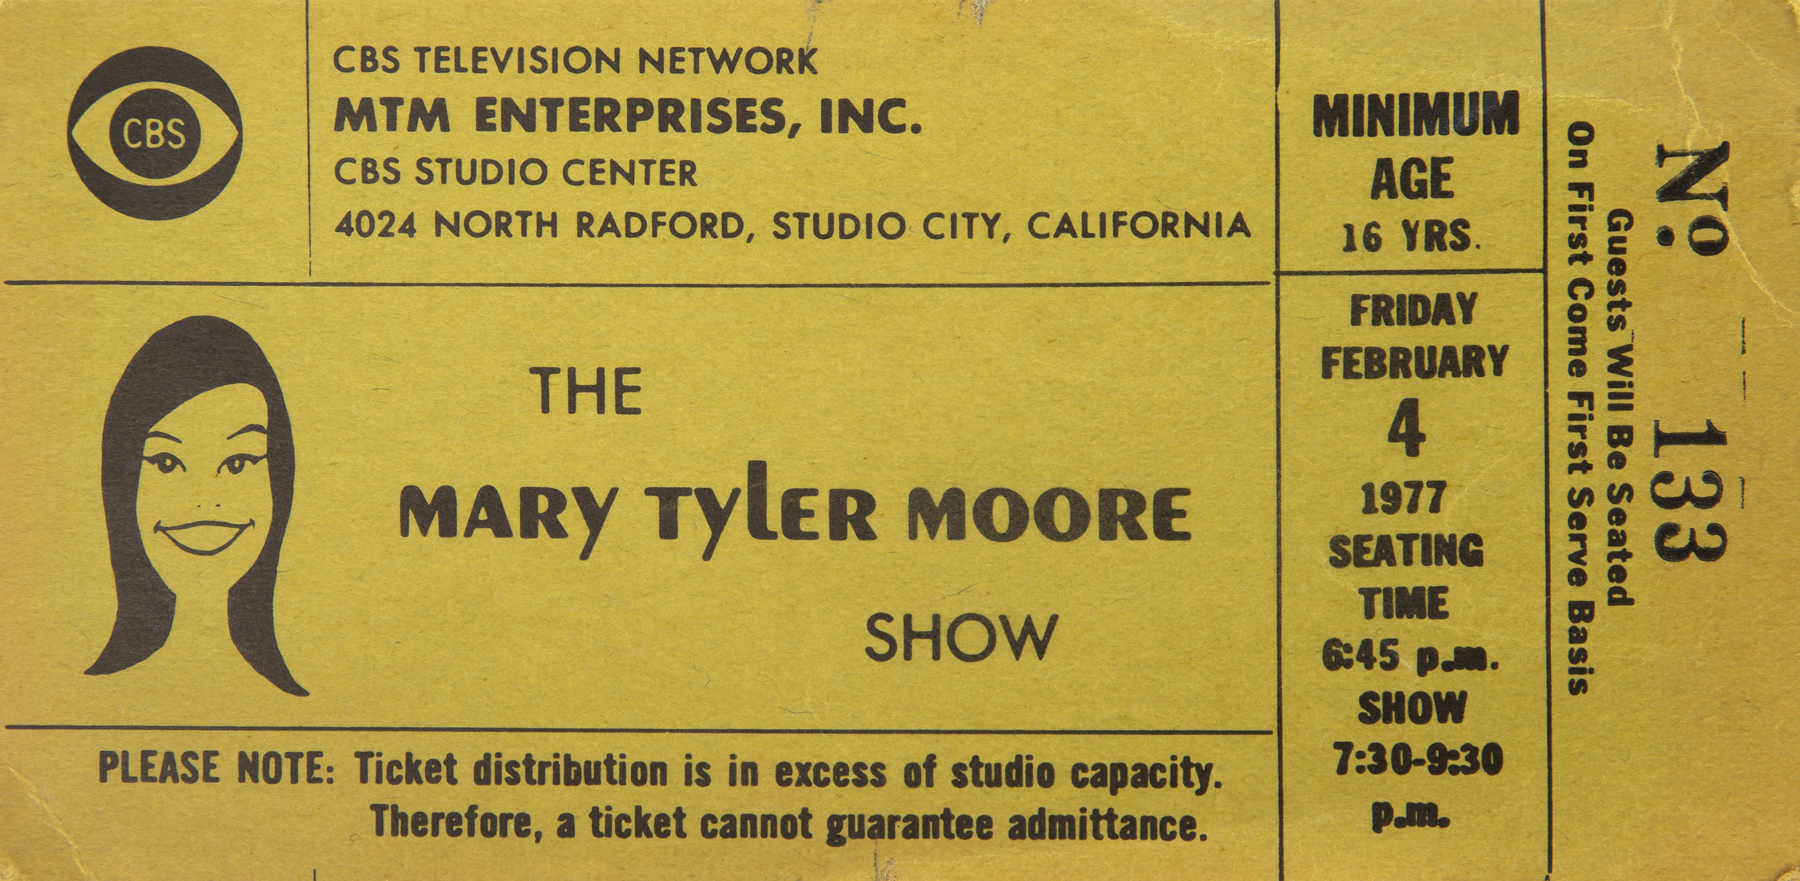 CBS
CBS TELEVISION NETWORK
MTM ENTERPRISES, INC.
CBS STUDIO CENTER
4024 NORTH RADFORD, STUDIO CITY, CALIFORNIA
THE
MARY TYLER MOORE
SHOW
PLEASE NOTE: Ticket distribution is in excess of studio capacity.
Therefore, a ticket cannot guarantee admittance.
MINIMUM
AGE
16 YRS.
FRIDAY
FEBRUARY
4
1977
SEATING
TIME
6:45 p.m.
SHOW
7:30-9:30
p.m.
No. 133
Guests Will Be Seated
On First Come First Serve Basis